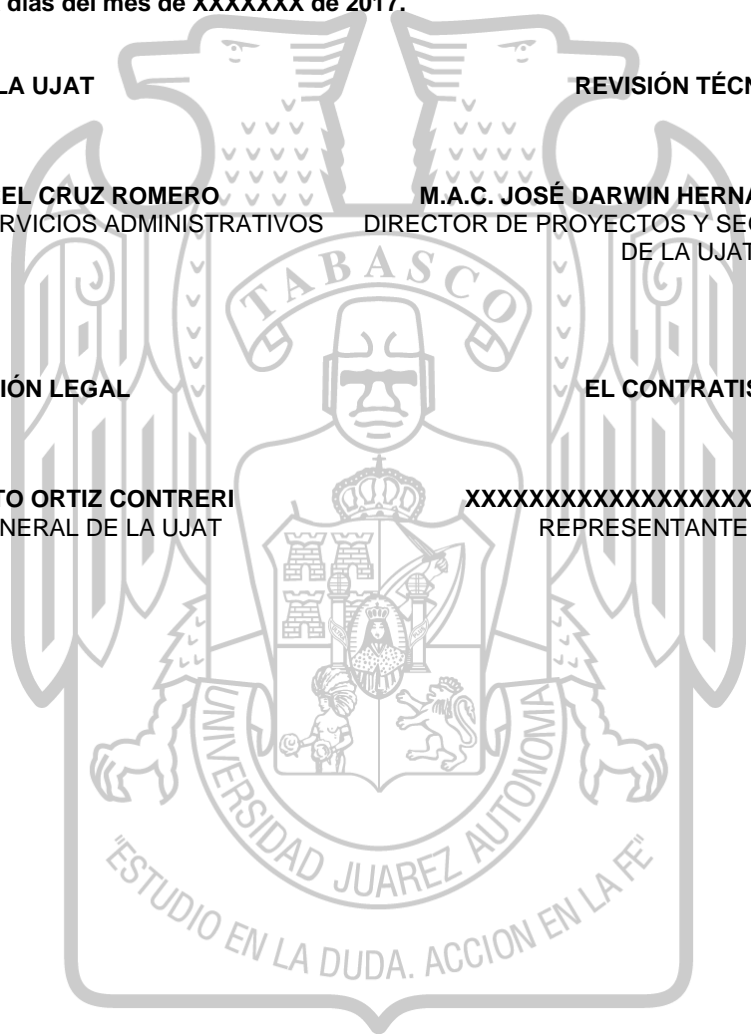 días del mes de XXXXXXX de 2017.
LA UJAT
REVISIÓN TÉCN
EL CRUZ ROMERO
RVICIOS ADMINISTRATIVOS
M.A.C. JOSÉ DARWIN HERNA
DIRECTOR DE PROYECTOS Y SEG
DE LA UJAT
TABASCO
IÓN LEGAL
EL CONTRATIS
TO ORTIZ CONTRERI
NERAL DE LA UJAT
XXXXXXXXXXXXXXXXXX
REPRESENTANTE
UNIVERSIDAD JUAREZ AUTONOMA
"ESTUDIO EN LA DUDA. ACCION EN LA FE"